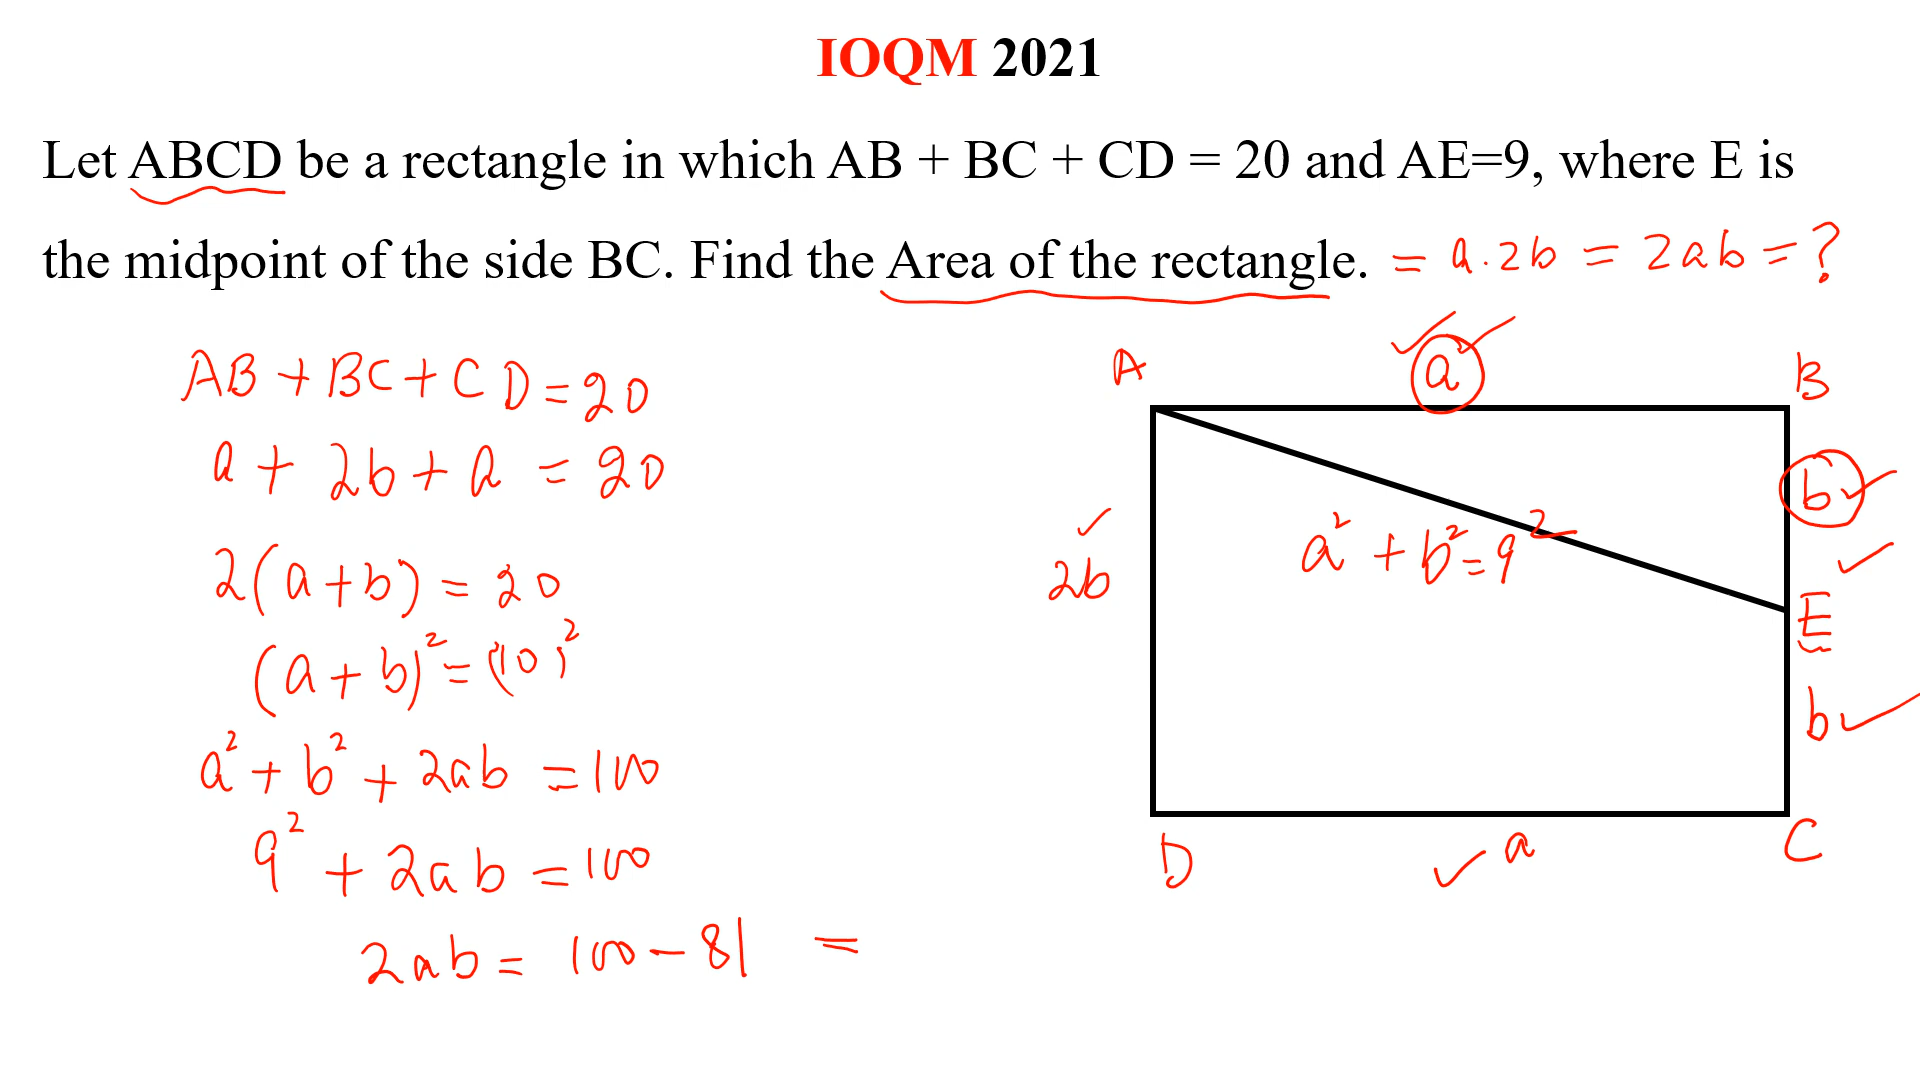 IOQM 2021
Let ABCD be a rectangle in which AB + BC + CD = 20 and AE=9, where E is
the midpoint of the side BC. Find the Area of the rectangle. = a.2b = 2ab = ?
AB + BC + CD = 20
a + 2b + a = 20
2(a+b) = 20
(a+b)² = (10)²
a² + b² + 2ab = 100
9² + 2ab = 100
2ab = 100 - 81 =
A
a
B
b
2b
a² + b² = 9²
E
b
D
a
C